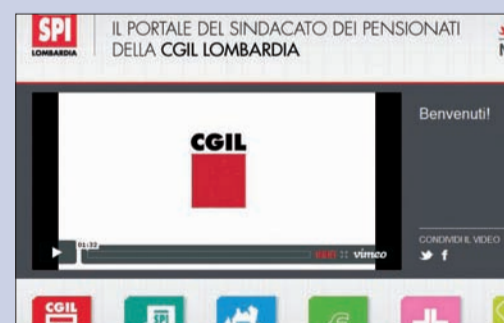 SPI
LOMBARDIA
IL PORTALE DEL SINDACATO DEI PENSIONATI
DELLA CGIL LOMBARDIA
Benvenuti!
CGIL
01:32
vimeo
CONDIVIDI IL VIDEO
CGIL
SPI